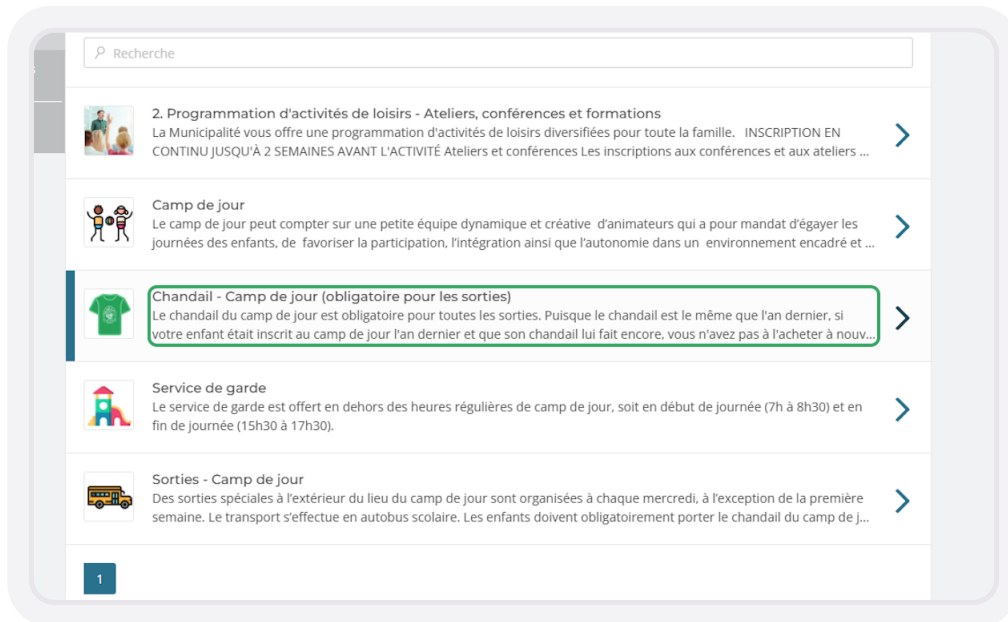 Recherche
2. Programmation d'activités de loisirs - Ateliers, conférences et formations
La Municipalité vous offre une programmation d'activités de loisirs diversifiées pour toute la famille. INSCRIPTION EN
CONTINU JUSQU'À 2 SEMAINES AVANT L'ACTIVITÉ Ateliers et conférences Les inscriptions aux conférences et aux ateliers ...
Camp de jour
Le camp de jour peut compter sur une petite équipe dynamique et créative d’animateurs qui a pour mandat d’égayer les
journées des enfants, de favoriser la participation, l’intégration ainsi que l’autonomie dans un environnement encadré et ...
Chandail - Camp de jour (obligatoire pour les sorties)
Le chandail du camp de jour est obligatoire pour toutes les sorties. Puisque le chandail est le même que l'an dernier, si
votre enfant était inscrit au camp de jour l'an dernier et que son chandail lui fait encore, vous n'avez pas à l'acheter à nouv...
Service de garde
Le service de garde est offert en dehors des heures régulières de camp de jour, soit en début de journée (7h à 8h30) et en
fin de journée (15h30 à 17h30).
Sorties - Camp de jour
Des sorties spéciales à l’extérieur du lieu du camp de jour sont organisées à chaque mercredi, à l’exception de la première
semaine. Le transport s’effectue en autobus scolaire. Les enfants doivent obligatoirement porter le chandail du camp de j...
1